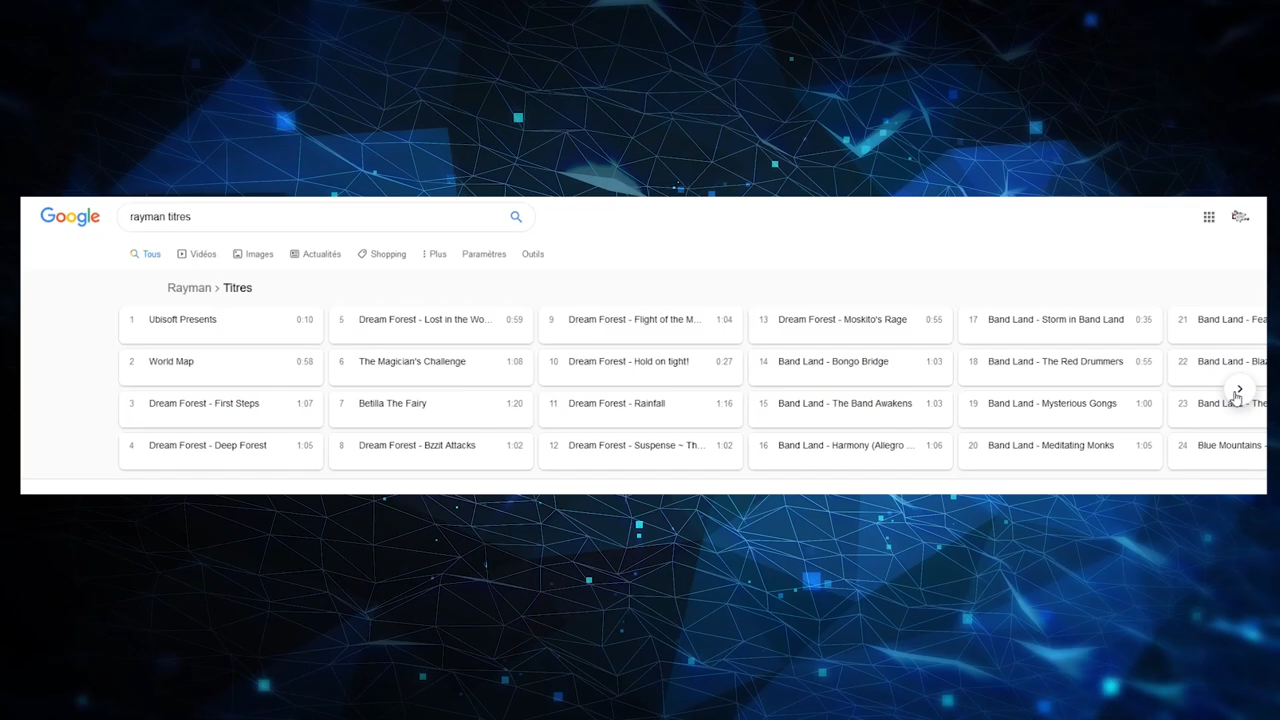 Google
rayman titres
Tous Vidéos Images Actualités Shopping Plus Paramètres Outils
Rayman › Titres
1 Ubisoft Presents 0:10
2 World Map 0:58
3 Dream Forest - First Steps 1:07
4 Dream Forest - Deep Forest 1:05
5 Dream Forest - Lost in the Wo... 0:59
6 The Magician's Challenge 1:08
7 Betilla The Fairy 1:20
8 Dream Forest - Bzzit Attacks 1:02
9 Dream Forest - Flight of the M... 1:04
10 Dream Forest - Hold on tight! 0:27
11 Dream Forest - Rainfall 1:16
12 Dream Forest - Suspense ~ Th... 1:02
13 Dream Forest - Moskito's Rage 0:55
14 Band Land - Bongo Bridge 1:03
15 Band Land - The Band Awakens 1:03
16 Band Land - Harmony (Allegro ... 1:06
17 Band Land - Storm in Band Land 0:35
18 Band Land - The Red Drummers 0:55
19 Band Land - Mysterious Gongs 1:00
20 Band Land - Meditating Monks 1:05
21 Band Land - Fea
22 Band Land - Bla
23 Band Land - The
24 Blue Mountains -